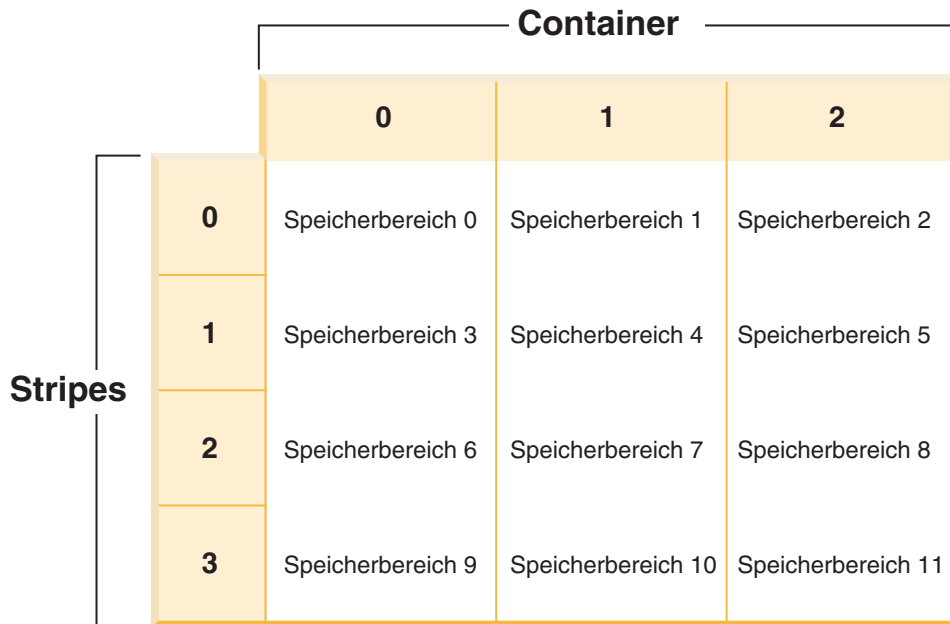 Container
0 1 2
0 Speicherbereich 0 Speicherbereich 1 Speicherbereich 2
1 Speicherbereich 3 Speicherbereich 4 Speicherbereich 5
Stripes
2 Speicherbereich 6 Speicherbereich 7 Speicherbereich 8
3 Speicherbereich 9 Speicherbereich 10 Speicherbereich 11